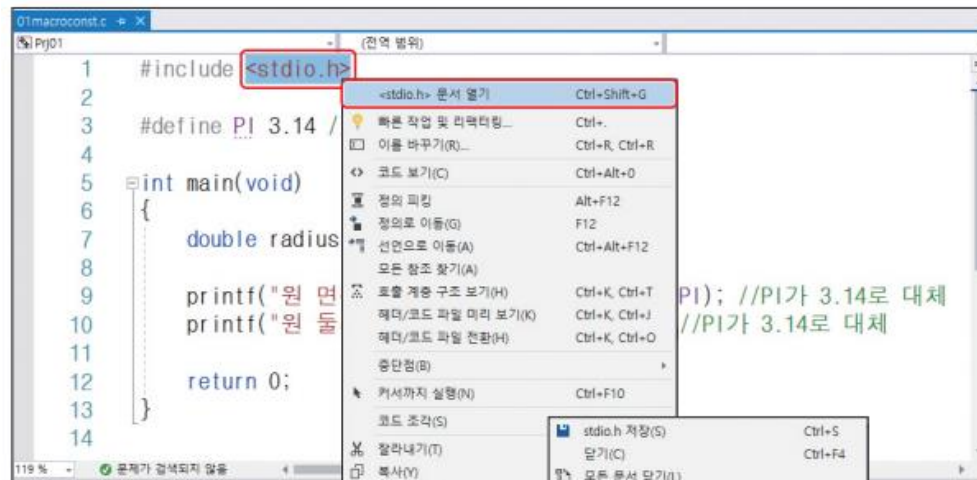 01macroconst.c
Prj01 (전역 범위)
1 #include <stdio.h>
2
3 #define PI 3.14 /
4
5 int main(void)
6 {
7 double radius
8
9 printf("원 면 PI); //PI가 3.14로 대체
10 printf("원 둘 //PI가 3.14로 대체
11
12 return 0;
13 }
14
<stdio.h> 문서 열기 Ctrl+Shift+G
빠른 작업 및 리팩터링... Ctrl+.
이름 바꾸기(R)... Ctrl+R, Ctrl+R
코드 보기(C) Ctrl+Alt+0
정의 피킹 Alt+F12
정의로 이동(G) F12
선언으로 이동(A) Ctrl+Alt+F12
모든 참조 찾기(A)
호출 계층 구조 보기(H) Ctrl+K, Ctrl+T
헤더/코드 파일 미리 보기(K) Ctrl+K, Ctrl+J
헤더/코드 파일 전환(H) Ctrl+K, Ctrl+O
중단점(B)
커서까지 실행(N) Ctrl+F10
코드 조각(S)
잘라내기(T)
복사(Y)
stdio.h 저장(S) Ctrl+S
닫기(C) Ctrl+F4
모든 문서 닫기(L)
119 % 문제가 검색되지 않음